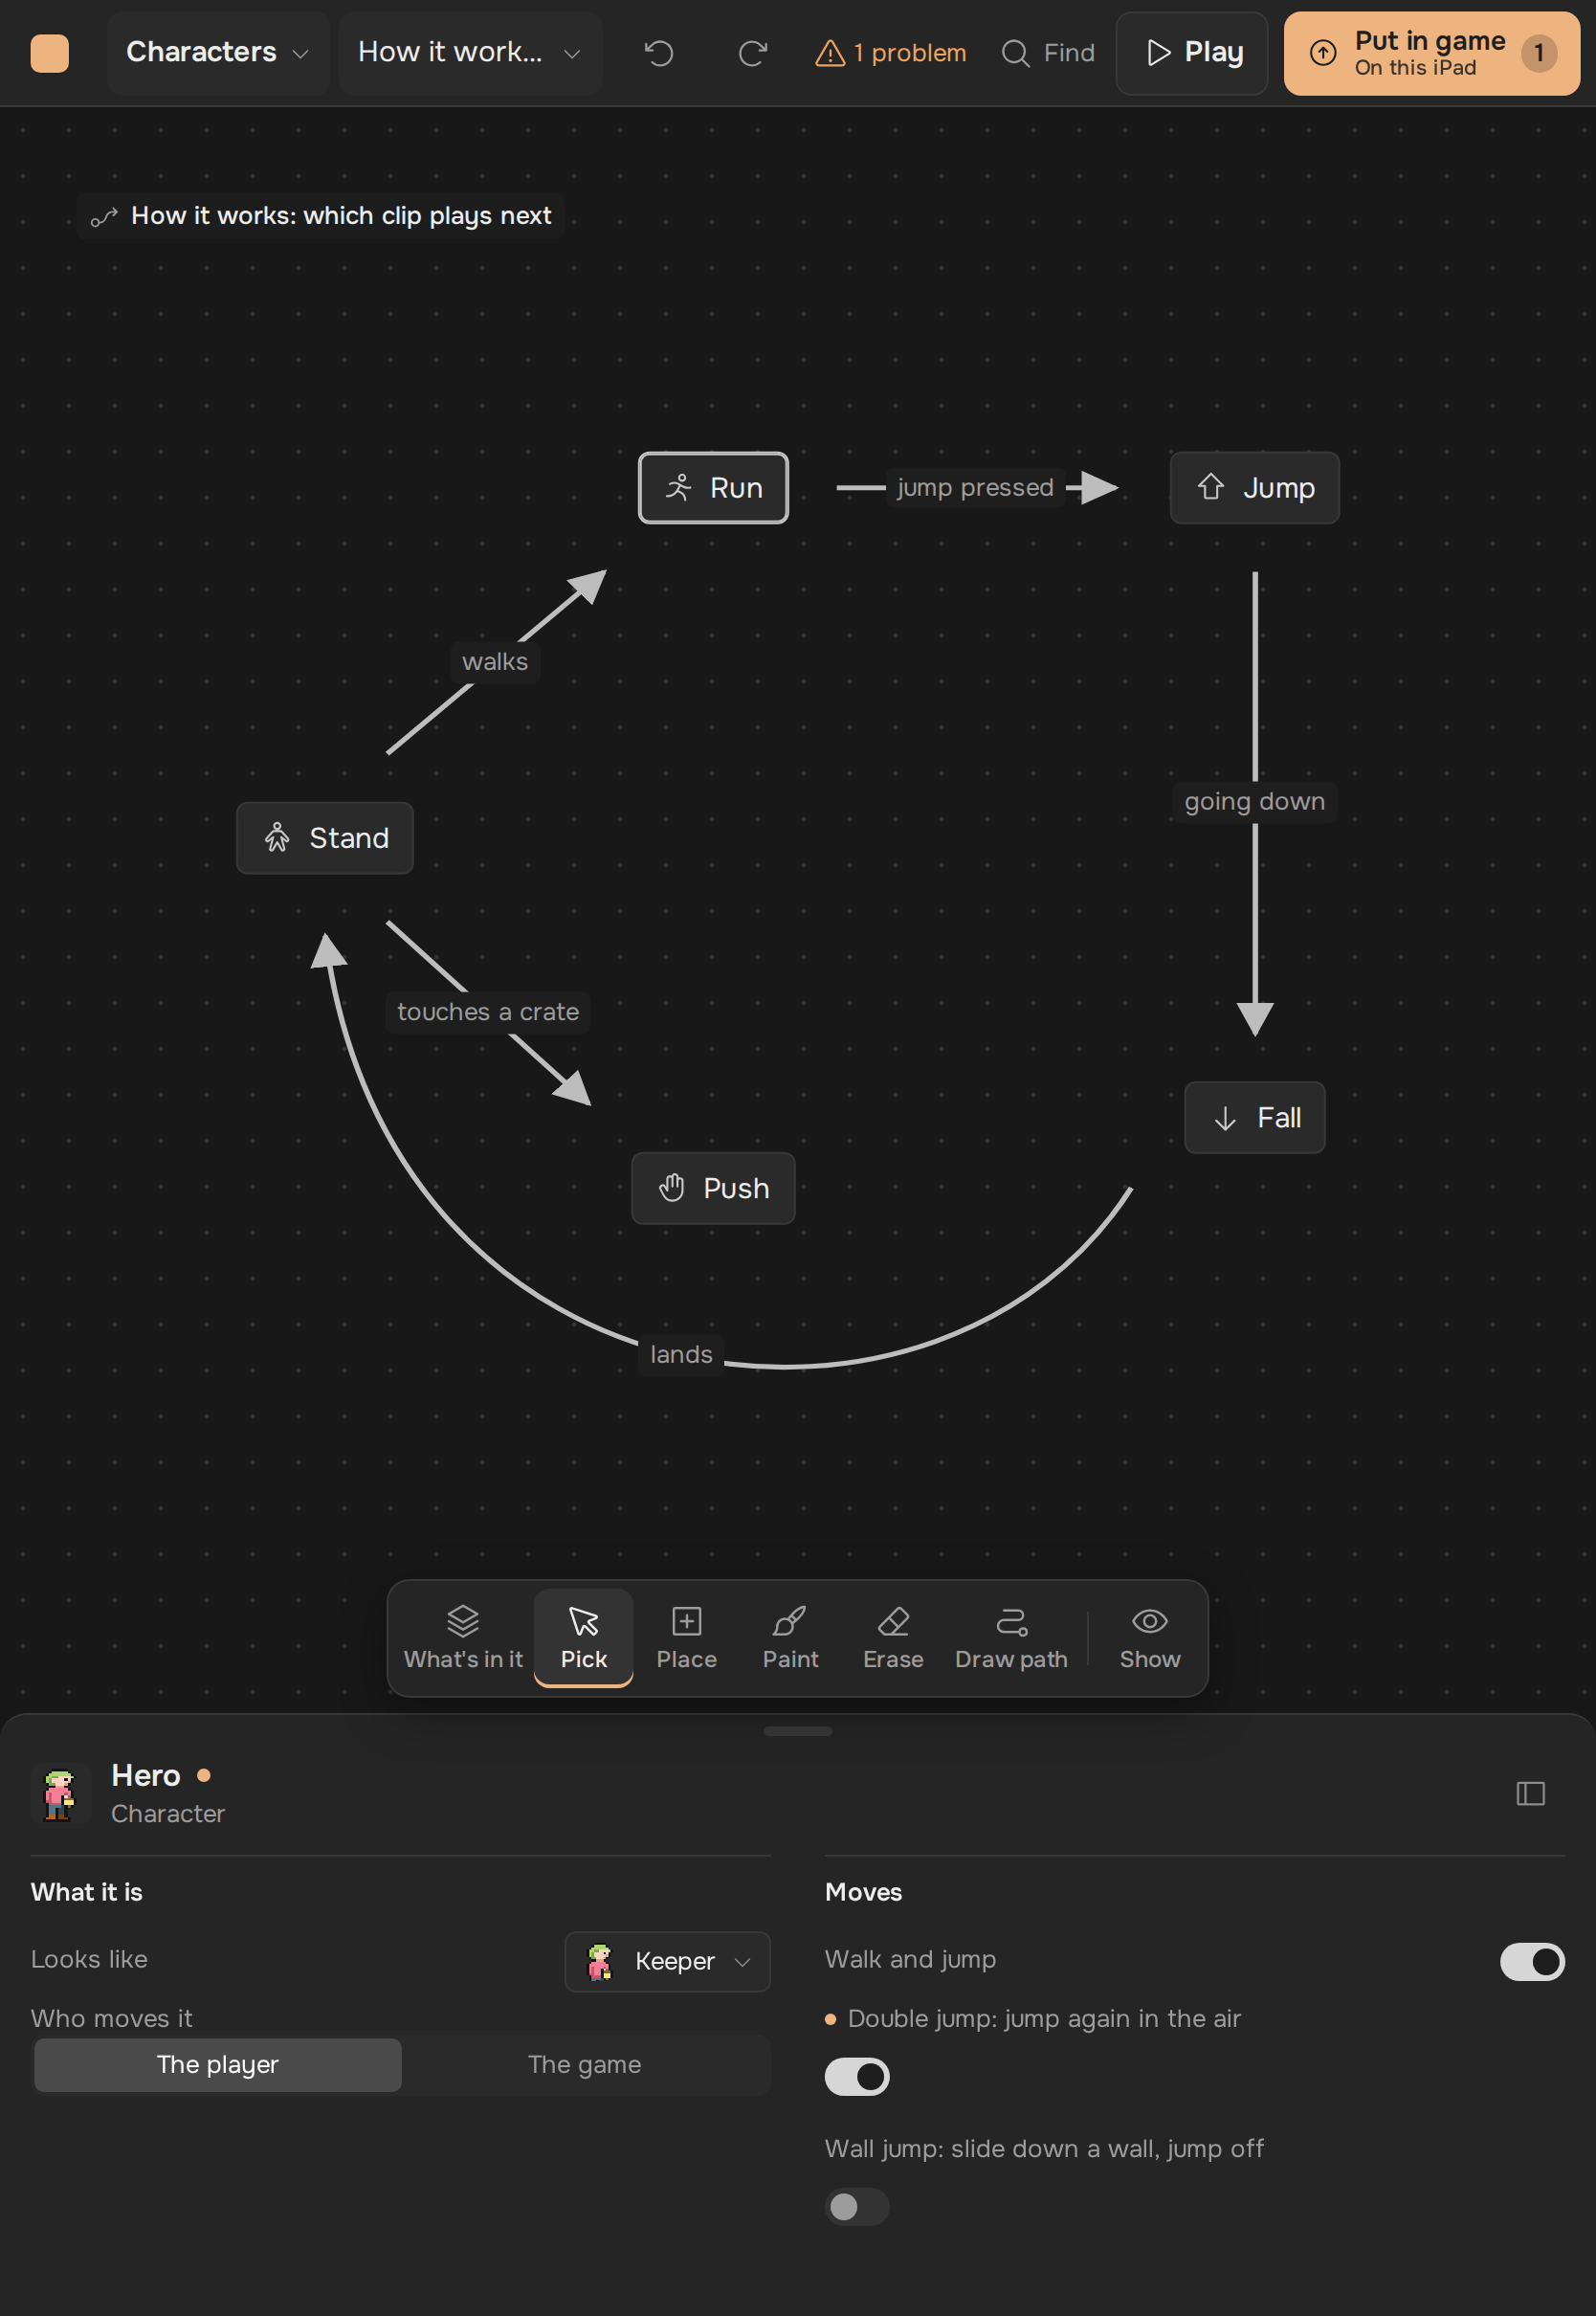 Characters
How it work...
1 problem
Find
Play
Put in game
On this iPad
1
How it works: which clip plays next
Run
jump pressed
Jump
walks
going down
Stand
touches a crate
Fall
Push
lands
What's in it
Pick
Place
Paint
Erase
Draw path
Show
Hero
Character
What it is
Looks like
Keeper
Who moves it
The player
The game
Moves
Walk and jump
Double jump: jump again in the air
Wall jump: slide down a wall, jump off